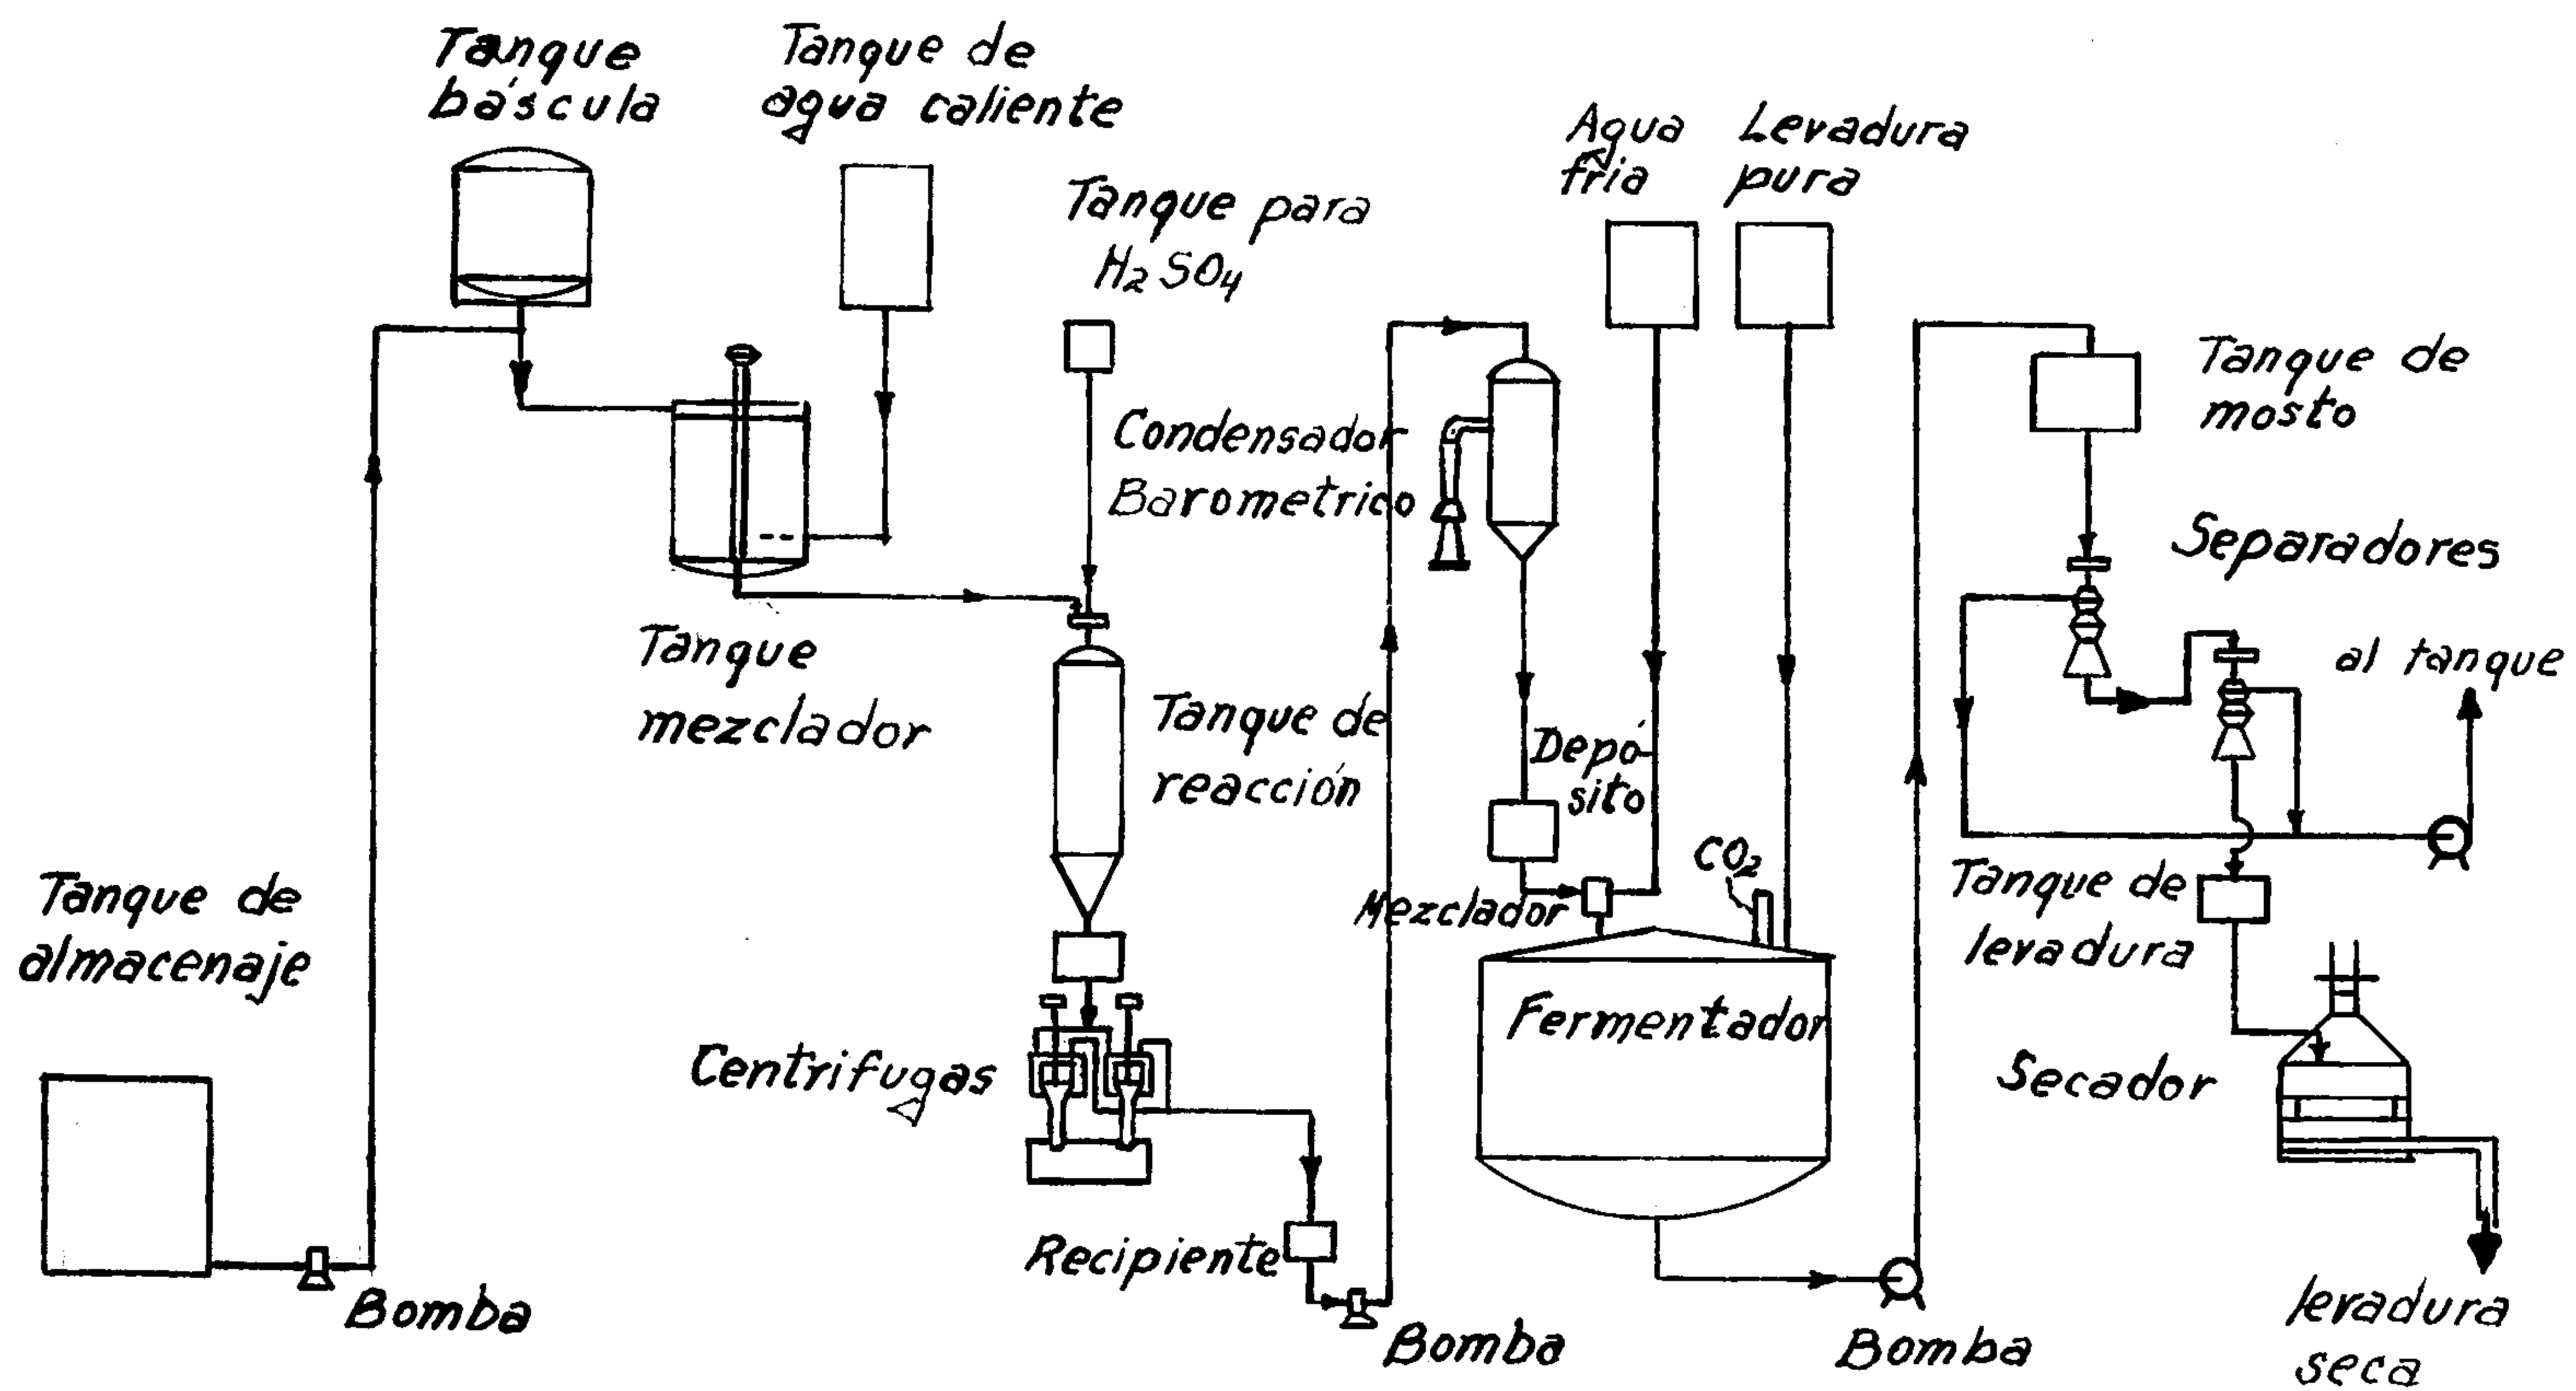 Tanque
báscula
Tanque de
agua caliente
Tanque para
H₂SO₄
Agua
fría
Levadura
pura
Tanque de
mosto
Condensador
Barometrico
Separadores
al tanque
Tanque
mezclador
Tanque de
reacción
Depó-
sito
CO₂
Mezclador
Tanque de
levadura
Tanque de
almacenaje
Fermentador
Centrifugas
Secador
Recipiente
Bomba
Bomba
Bomba
levadura
seca